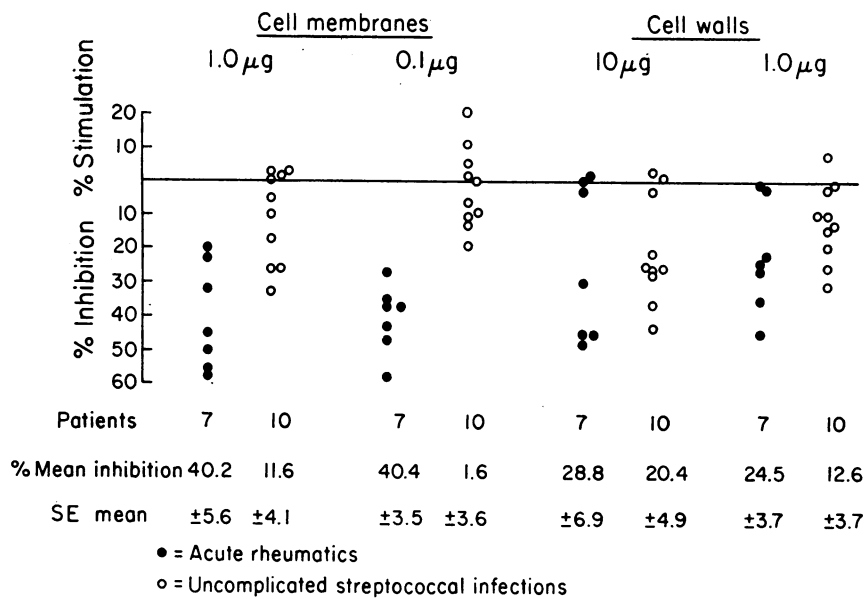 Cell membranes Cell walls
1.0 μg 0.1 μg 10 μg 1.0 μg
% Stimulation
20
10
% Inhibition
10
20
30
40
50
60
Patients 7 10 7 10 7 10 7 10
% Mean inhibition 40.2 11.6 40.4 1.6 28.8 20.4 24.5 12.6
SE mean ±5.6 ±4.1 ±3.5 ±3.6 ±6.9 ±4.9 ±3.7 ±3.7
● = Acute rheumatics
○ = Uncomplicated streptococcal infections